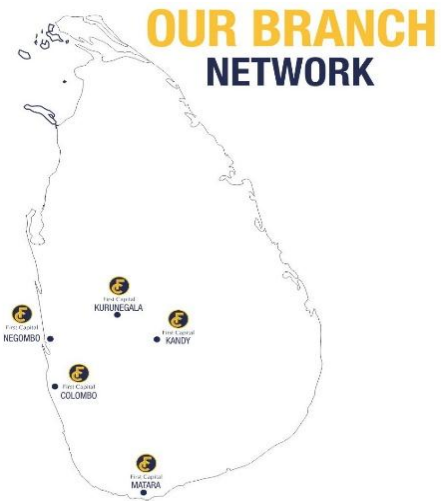 OUR BRANCH
NETWORK
First Capital
KURUNEGALA
First Capital
NEGOMBO
First Capital
KANDY
First Capital
COLOMBO
First Capital
MATARA